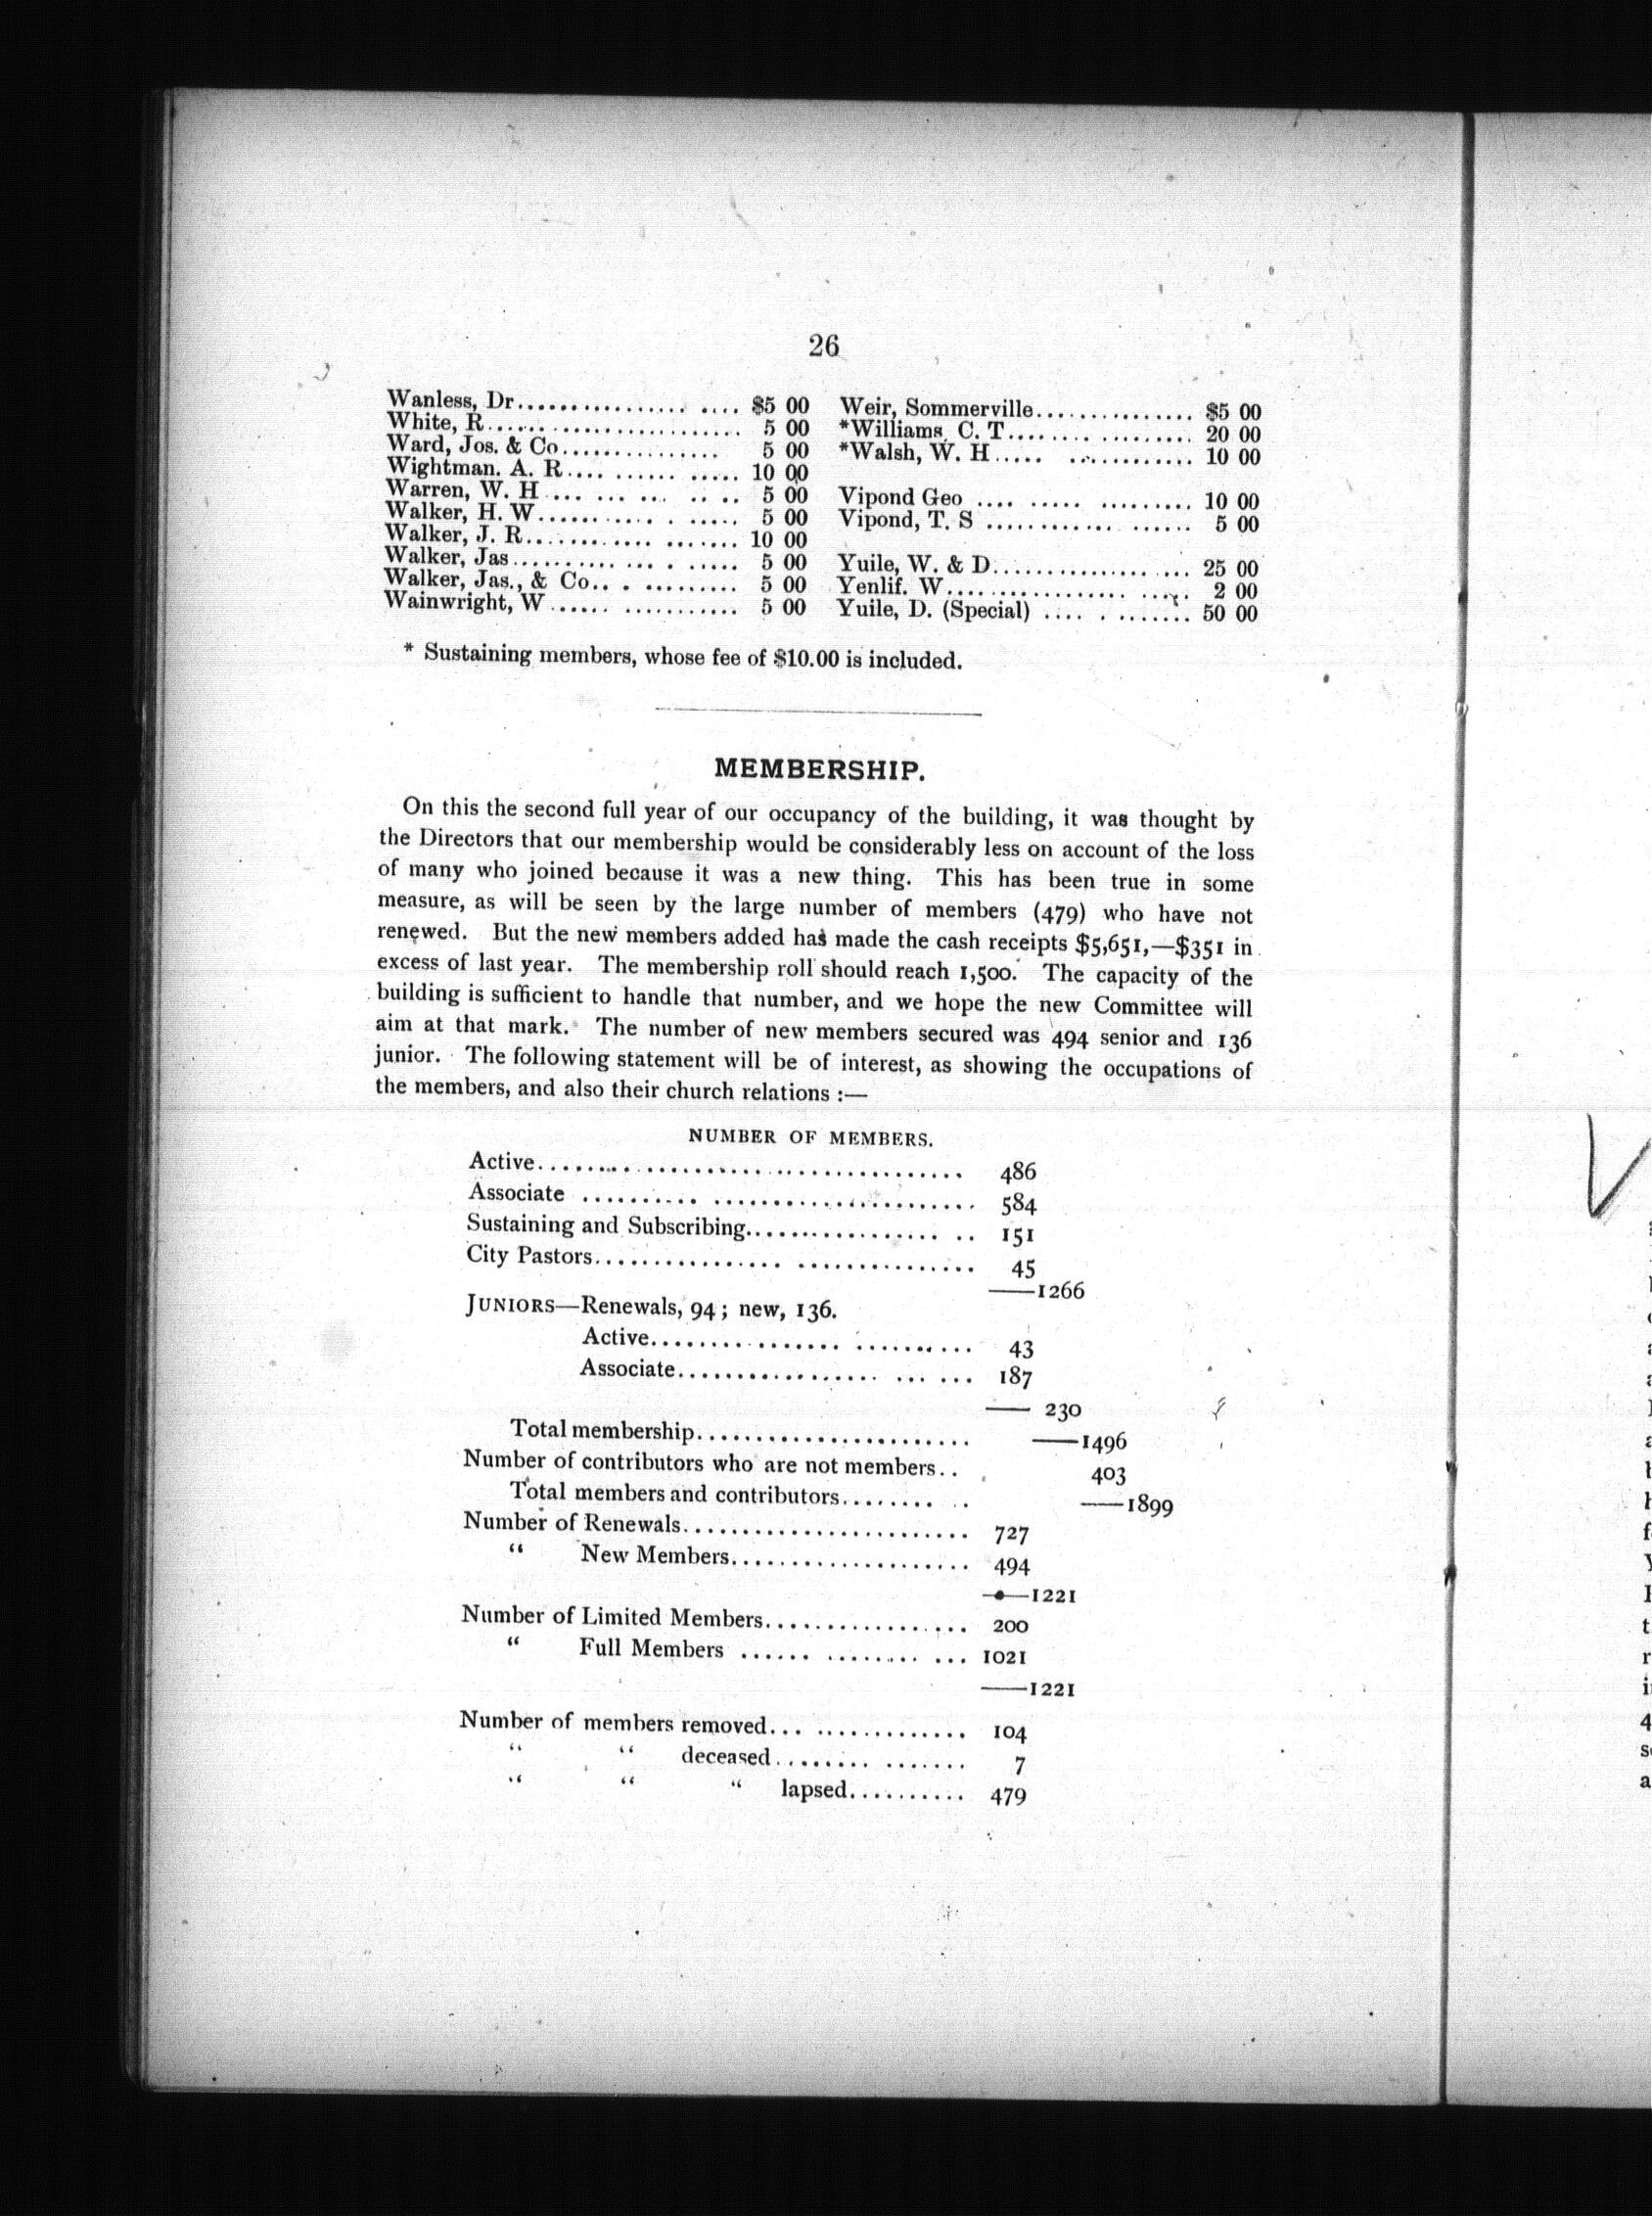 26
Wanless, Dr................ .... $5 00
White, R......................... 5 00
Ward, Jos. & Co............... 5 00
Wightman. A. R.... ...... ..... 10 00
Warren, W. H .... ... ... .. .. 5 00
Walker, H. W........... . ..... 5 00
Walker, J. R............ ....... 10 00
Walker, Jas.......... ... . ..... 5 00
Walker, Jas., & Co.. . ......... 5 00
Wainwright, W ...... ........... 5 00
Weir, Sommerville............... $5 00
*Williams, C. T........ ......... 20 00
*Walsh, W. H..... ............ 10 00
Vipond Geo .... ..... ......... 10 00
Vipond, T. S ............ ...... 5 00
Yuile, W. & D................ ... 25 00
Yenlif. W.................. ..... 2 00
Yuile, D. (Special) .... . ....... 50 00
* Sustaining members, whose fee of $10.00 is included.
MEMBERSHIP.
On this the second full year of our occupancy of the building, it was thought by
the Directors that our membership would be considerably less on account of the loss
of many who joined because it was a new thing. This has been true in some
measure, as will be seen by the large number of members (479) who have not
renewed. But the new members added has made the cash receipts $5,651,—$351 in
excess of last year. The membership roll should reach 1,500. The capacity of the
building is sufficient to handle that number, and we hope the new Committee will
aim at that mark. The number of new members secured was 494 senior and 136
junior. The following statement will be of interest, as showing the occupations of
the members, and also their church relations :—
NUMBER OF MEMBERS.
Active.................................... 486
Associate .......... ...................... 584
Sustaining and Subscribing................. .. 151
City Pastors................ ............... 45
——1266
JUNIORS—Renewals, 94; new, 136.
Active................ .......... 43
Associate................. ... ... 187
—— 230
Total membership....................... ——1496
Number of contributors who are not members.. 403
Total members and contributors........ .. ——1899
Number of Renewals........................ 727
“ New Members.................... 494
——1221
Number of Limited Members................. 200
“ Full Members ...... ........ ... 1021
——1221
Number of members removed... ............. 104
“ “ deceased........ ....... 7
“ “ “ lapsed.......... 479